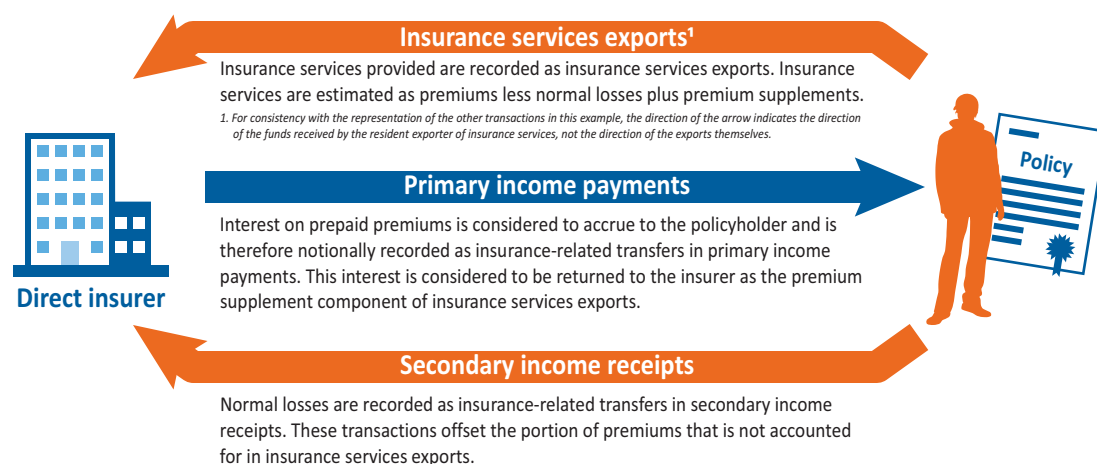 Insurance services exports¹
Insurance services provided are recorded as insurance services exports. Insurance
services are estimated as premiums less normal losses plus premium supplements.
1. For consistency with the representation of the other transactions in this example, the direction of the arrow indicates the direction
of the funds received by the resident exporter of insurance services, not the direction of the exports themselves.
Policy
Primary income payments
Interest on prepaid premiums is considered to accrue to the policyholder and is
therefore notionally recorded as insurance-related transfers in primary income
payments. This interest is considered to be returned to the insurer as the premium
supplement component of insurance services exports.
Direct insurer
Secondary income receipts
Normal losses are recorded as insurance-related transfers in secondary income
receipts. These transactions offset the portion of premiums that is not accounted
for in insurance services exports.